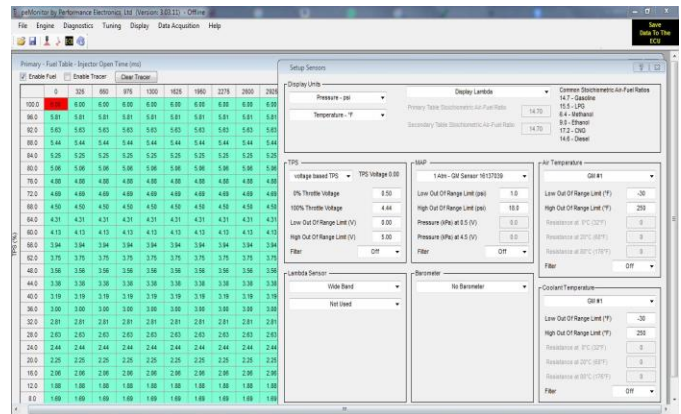 peMonitor by Performance Electronics, Ltd (Version 3.03.11) - Offline
File Engine Diagnostics Tuning Display Data Acqusition Help
Save
Data To The
ECU
Primary - Fuel Table - Injector Open Time (ms)
Enable Fuel Enable Tracer Clear Tracer
0 325 650 975 1300 1625 1950 2275 2600 2925
100.0 6.00 6.00 6.00 6.00 6.00 6.00 6.00 6.00 6.00 6.00
96.0 5.81 5.81 5.81 5.81 5.81 5.81 5.81 5.81 5.81 5.81
92.0 5.63 5.63 5.63 5.63 5.63 5.63 5.63 5.63 5.63 5.63
88.0 5.44 5.44 5.44 5.44 5.44 5.44 5.44 5.44 5.44 5.44
84.0 5.25 5.25 5.25 5.25 5.25 5.25 5.25 5.25 5.25 5.25
80.0 5.06 5.06 5.06 5.06 5.06 5.06 5.06 5.06 5.06 5.06
76.0 4.88 4.88 4.88 4.88 4.88 4.88 4.88 4.88 4.88 4.88
72.0 4.69 4.69 4.69 4.69 4.69 4.69 4.69 4.69 4.69 4.69
68.0 4.50 4.50 4.50 4.50 4.50 4.50 4.50 4.50 4.50 4.50
64.0 4.31 4.31 4.31 4.31 4.31 4.31 4.31 4.31 4.31 4.31
60.0 4.13 4.13 4.13 4.13 4.13 4.13 4.13 4.13 4.13 4.13
56.0 3.94 3.94 3.94 3.94 3.94 3.94 3.94 3.94 3.94 3.94
52.0 3.75 3.75 3.75 3.75 3.75 3.75 3.75 3.75 3.75 3.75
48.0 3.56 3.56 3.56 3.56 3.56 3.56 3.56 3.56 3.56 3.56
44.0 3.38 3.38 3.38 3.38 3.38 3.38 3.38 3.38 3.38 3.38
40.0 3.19 3.19 3.19 3.19 3.19 3.19 3.19 3.19 3.19 3.19
36.0 3.00 3.00 3.00 3.00 3.00 3.00 3.00 3.00 3.00 3.00
32.0 2.81 2.81 2.81 2.81 2.81 2.81 2.81 2.81 2.81 2.81
28.0 2.63 2.63 2.63 2.63 2.63 2.63 2.63 2.63 2.63 2.63
24.0 2.44 2.44 2.44 2.44 2.44 2.44 2.44 2.44 2.44 2.44
20.0 2.25 2.25 2.25 2.25 2.25 2.25 2.25 2.25 2.25 2.25
16.0 2.06 2.06 2.06 2.06 2.06 2.06 2.06 2.06 2.06 2.06
12.0 1.88 1.88 1.88 1.88 1.88 1.88 1.88 1.88 1.88 1.88
8.0 1.69 1.69 1.69 1.69 1.69 1.69 1.69 1.69 1.69 1.69
TPS (%)
Setup Sensors
Display Units
Pressure - psi
Temperature - °F
Display Lambda
Primary Table Stoichiometric Air-Fuel Ratio 14.70
Secondary Table Stoichiometric Air-Fuel Ratio 14.70
Common Stoichiometric Air-Fuel Ratios
14.7 - Gasoline
15.5 - LPG
6.4 - Methanol
9.0 - Ethanol
17.2 - CNG
14.6 - Diesel
TPS
voltage based TPS TPS Voltage 0.00
0% Throttle Voltage 0.50
100% Throttle Voltage 4.44
Low Out Of Range Limit (V) 0.00
High Out Of Range Limit (V) 5.00
Filter Off
MAP
1 Atm - GM Sensor 16137039
Low Out Of Range Limit (psi) 1.0
High Out Of Range Limit (psi) 18.0
Pressure (kPa) at 0.5 (V) 0.0
Pressure (kPa) at 4.5 (V) 0.0
Filter Off
Air Temperature
GM #1
Low Out Of Range Limit (°F) -30
High Out Of Range Limit (°F) 250
Resistance at 0°C (32°F) 0
Resistance at 20°C (68°F) 0
Resistance at 80°C (176°F) 0
Filter Off
Lambda Sensor
Wide Band
Not Used
Barometer
No Barometer
Coolant Temperature
GM #1
Low Out Of Range Limit (°F) -30
High Out Of Range Limit (°F) 250
Resistance at 0°C (32°F) 0
Resistance at 20°C (68°F) 0
Resistance at 80°C (176°F) 0
Filter Off